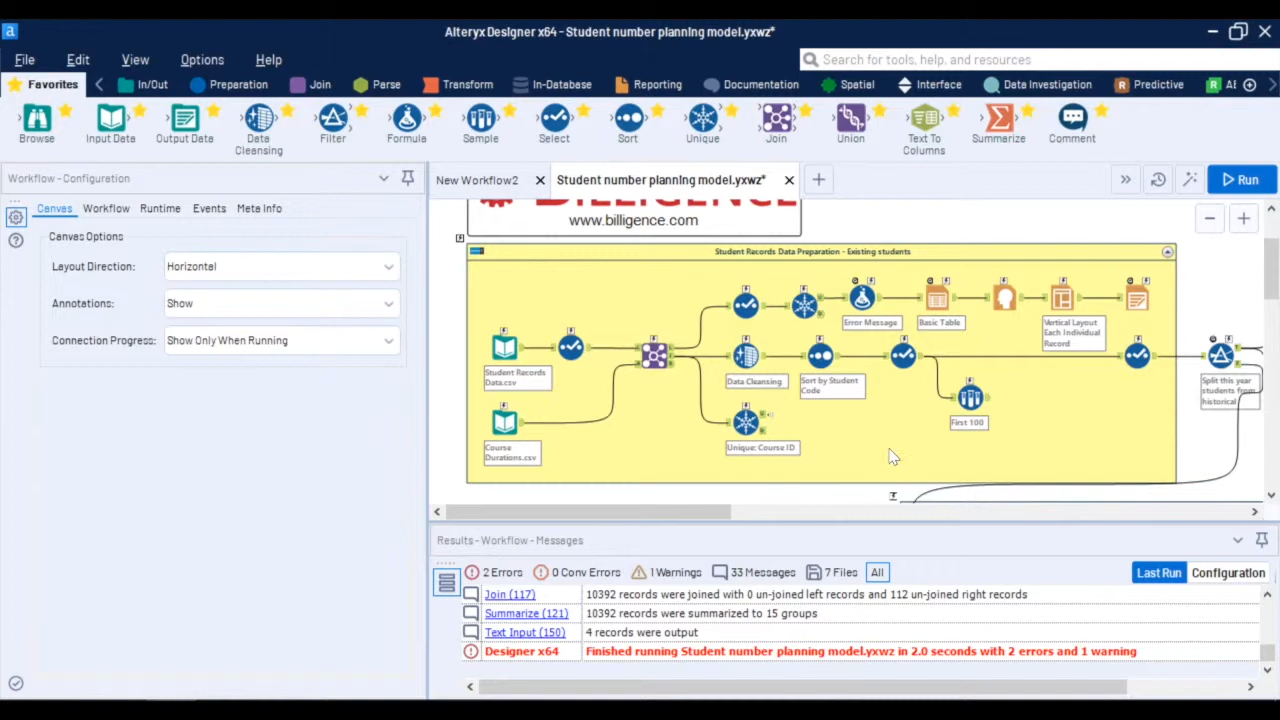 Alteryx Designer x64 - Student number planning model.yxwz*
File Edit View Options Help
Search for tools, help, and resources
Favorites In/Out Preparation Join Parse Transform In-Database Reporting Documentation Spatial Interface Data Investigation Predictive
Browse Input Data Output Data Data Cleansing Filter Formula Sample Select Sort Unique Join Union Text To Columns Summarize Comment
Workflow - Configuration
New Workflow2 Student number planning model.yxwz*
Run
Canvas Workflow Runtime Events Meta Info
Canvas Options
Layout Direction: Horizontal
Annotations: Show
Connection Progress: Show Only When Running
BILLIGENCE
www.billigence.com
Student Records Data Preparation - Existing students
Error Message
Basic Table
Vertical Layout
Each Individual
Record
Student Records
Data.csv
Data Cleansing
Sort by Student
Code
Split this year
students from
historical
First 100
Course
Durations.csv
Unique: Course ID
Results - Workflow - Messages
2 Errors 0 Conv Errors 1 Warnings 33 Messages 7 Files All
Last Run Configuration
Join (117) 10392 records were joined with 0 un-joined left records and 112 un-joined right records
Summarize (121) 10392 records were summarized to 15 groups
Text Input (150) 4 records were output
Designer x64 Finished running Student number planning model.yxwz in 2.0 seconds with 2 errors and 1 warning